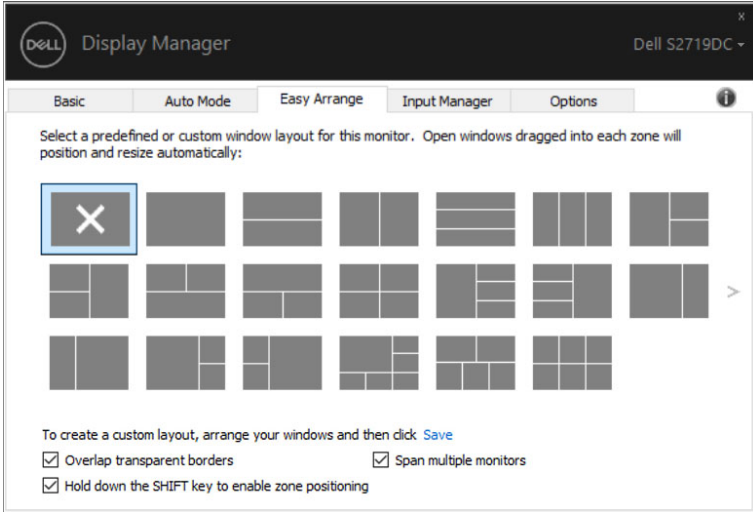 x
DELL Display Manager Dell S2719DC
Basic Auto Mode Easy Arrange Input Manager Options
Select a predefined or custom window layout for this monitor. Open windows dragged into each zone will
position and resize automatically:
>
To create a custom layout, arrange your windows and then click Save
Overlap transparent borders Span multiple monitors
Hold down the SHIFT key to enable zone positioning